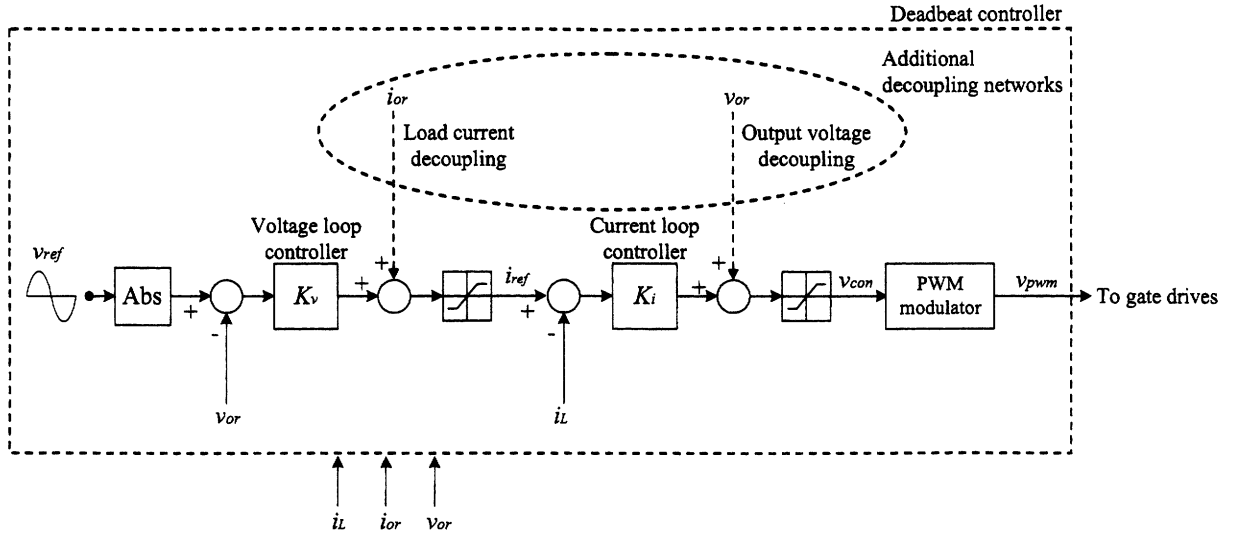 Deadbeat controller
Additional
decoupling networks
ior
vor
Load current
decoupling
Output voltage
decoupling
Voltage loop
controller
Current loop
controller
vref
Abs
+
-
Kv
+
+
iref
+
-
Ki
+
+
vcon
PWM
modulator
vpwm
To gate drives
vor
iL
iL
ior
vor